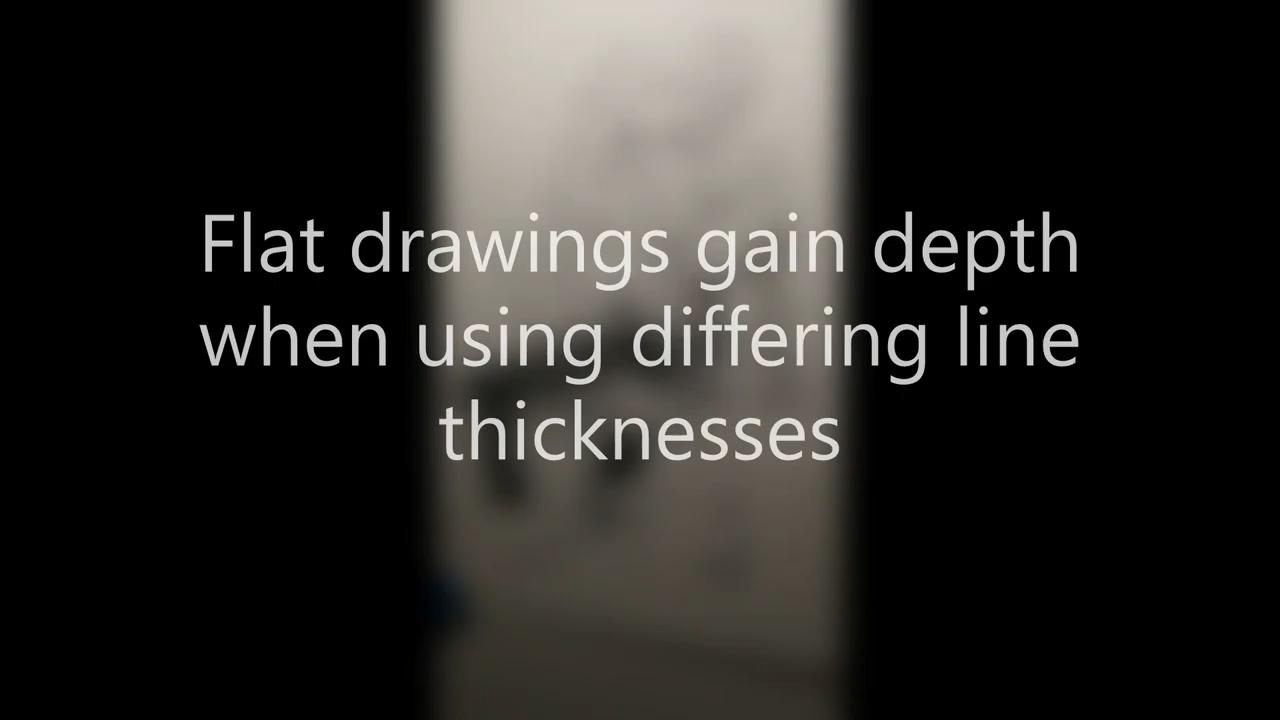 Flat drawings gain depth
when using differing line
thicknesses